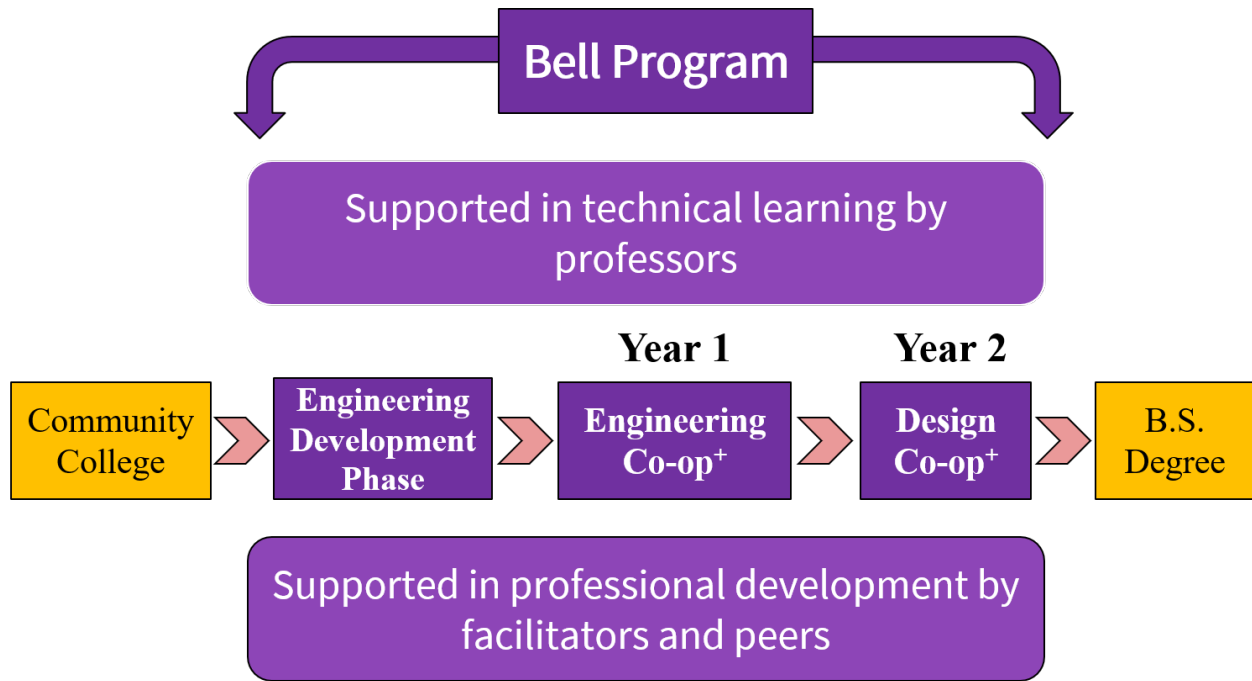 Bell Program
Supported in technical learning by
professors
Year 1
Year 2
Community
College
Engineering
Development
Phase
Engineering
Co-op⁺
Design
Co-op⁺
B.S.
Degree
Supported in professional development by
facilitators and peers